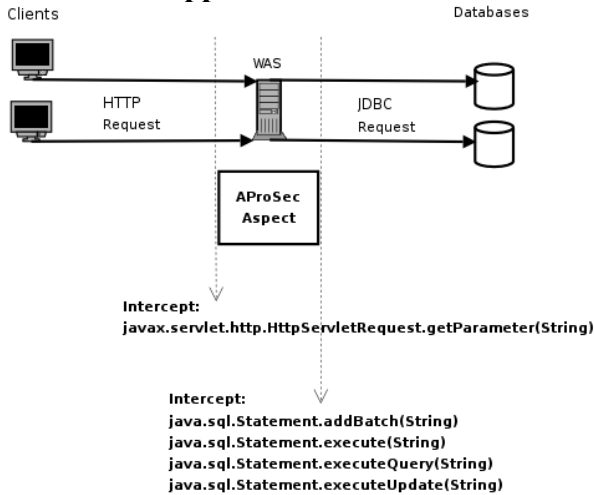 Clients
Databases
WAS
HTTP
Request
JDBC
Request
AProSec
Aspect
Intercept:
javax.servlet.http.HttpServletRequest.getParameter(String)
Intercept:
java.sql.Statement.addBatch(String)
java.sql.Statement.execute(String)
java.sql.Statement.executeQuery(String)
java.sql.Statement.executeUpdate(String)